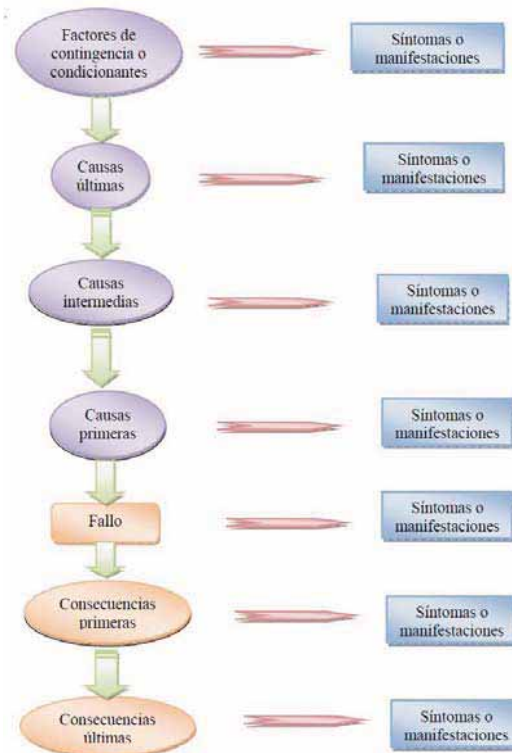 Factores de
contingencia o
condicionantes
Síntomas o
manifestaciones
Causas
últimas
Síntomas o
manifestaciones
Causas
intermedias
Síntomas o
manifestaciones
Causas
primeras
Síntomas o
manifestaciones
Fallo
Síntomas o
manifestaciones
Consecuencias
primeras
Síntomas o
manifestaciones
Consecuencias
últimas
Síntomas o
manifestaciones